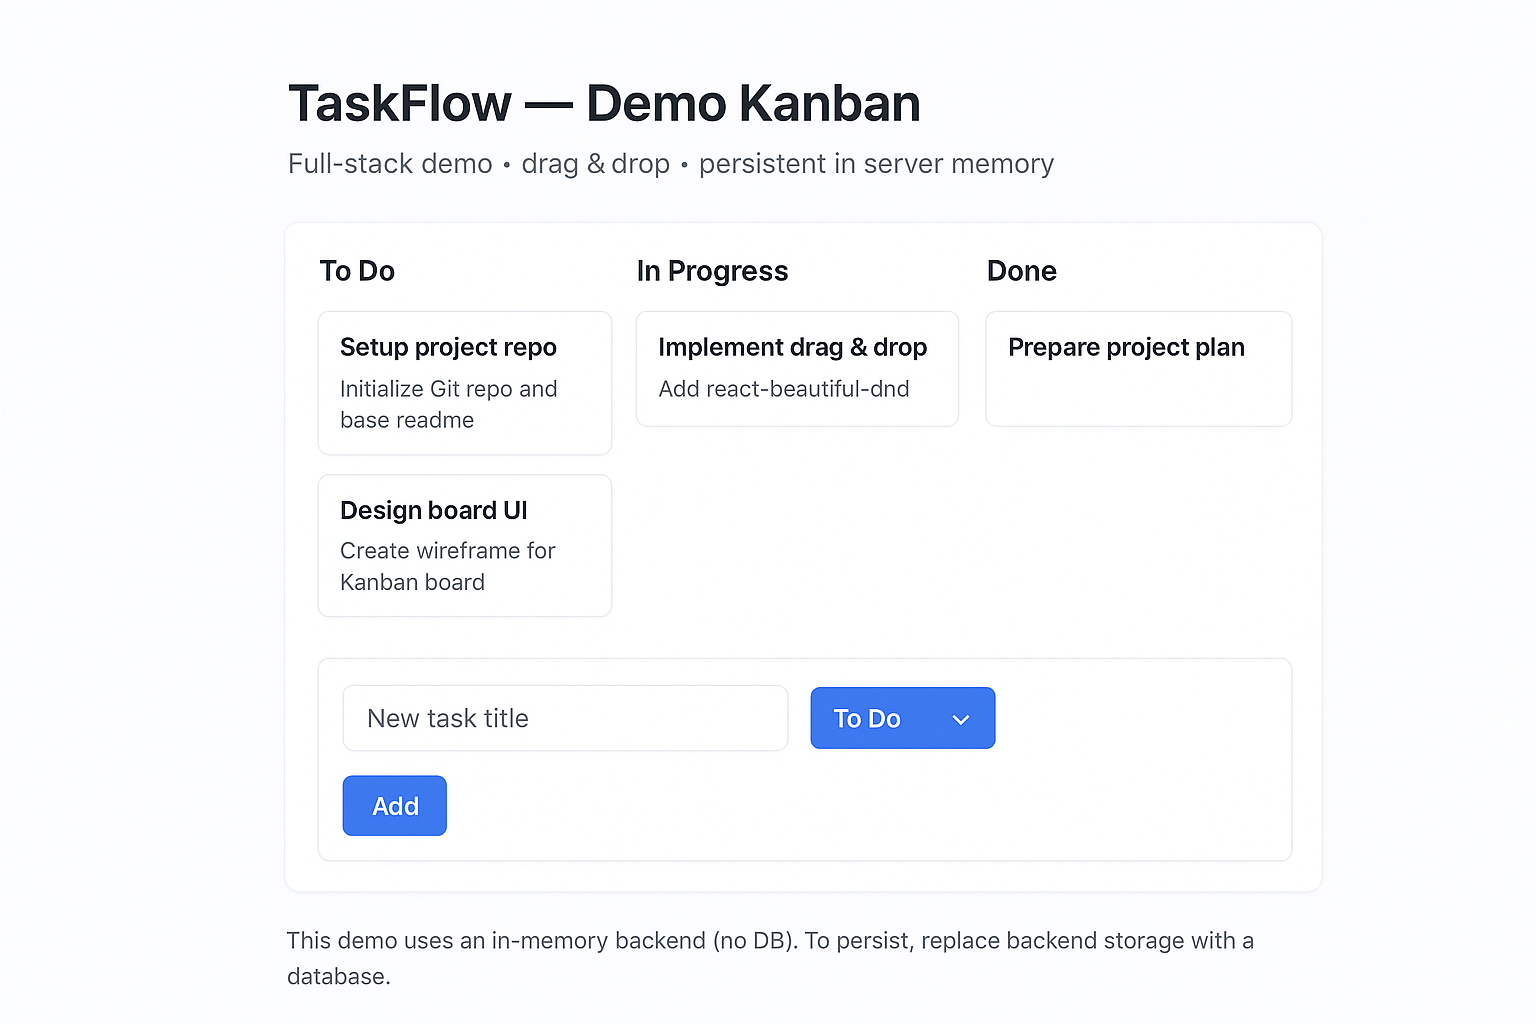 TaskFlow — Demo Kanban
Full-stack demo • drag & drop • persistent in server memory
To Do
Setup project repo
Initialize Git repo and
base readme
Design board UI
Create wireframe for
Kanban board
In Progress
Implement drag & drop
Add react-beautiful-dnd
Done
Prepare project plan
New task title
To Do
Add
This demo uses an in-memory backend (no DB). To persist, replace backend storage with a
database.